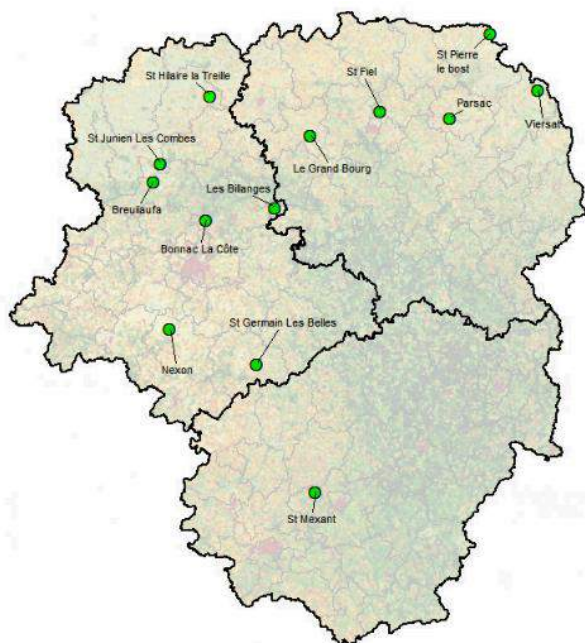 St Pierre
le bost
St Hilaire la Treille
St Fiel
Parsac
Viersat
St Junien Les Combes
Le Grand Bourg
Les Billanges
Breuilaufa
Bonnac La Côte
St Germain Les Belles
Nexon
St Mexant